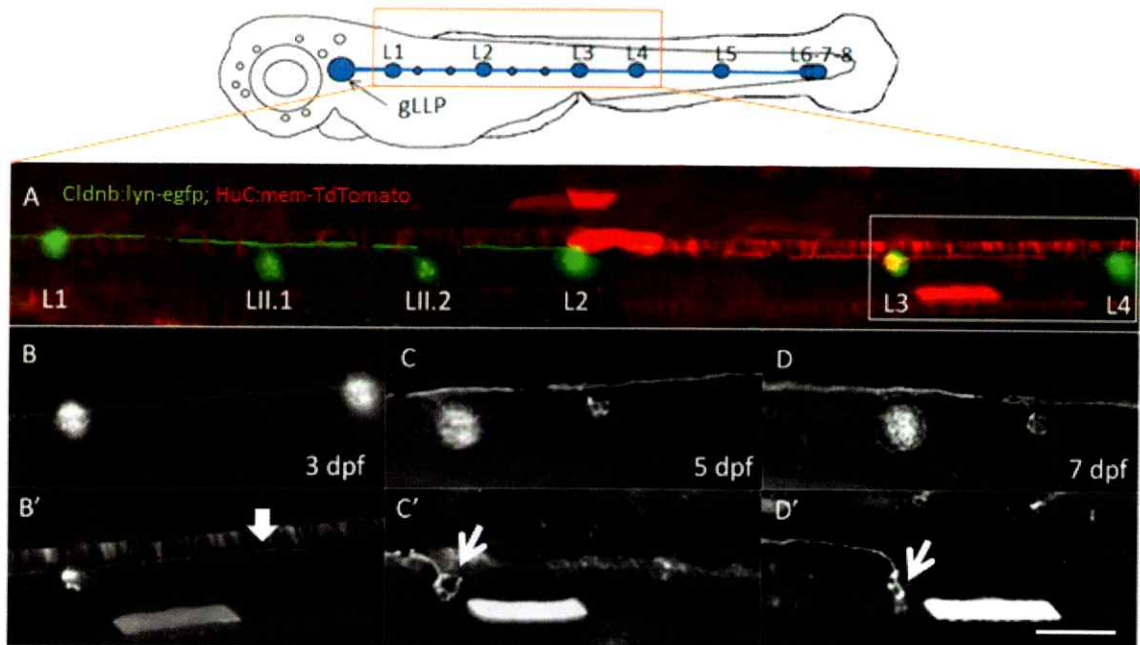 L1 L2 L3 L4 L5 L6-7-8
gLLP
A Cldnb:lyn-egfp; HuC:mem-TdTomato
L1 LII.1 LII.2 L2 L3 L4
B C D
3 dpf 5 dpf 7 dpf
B' C' D'